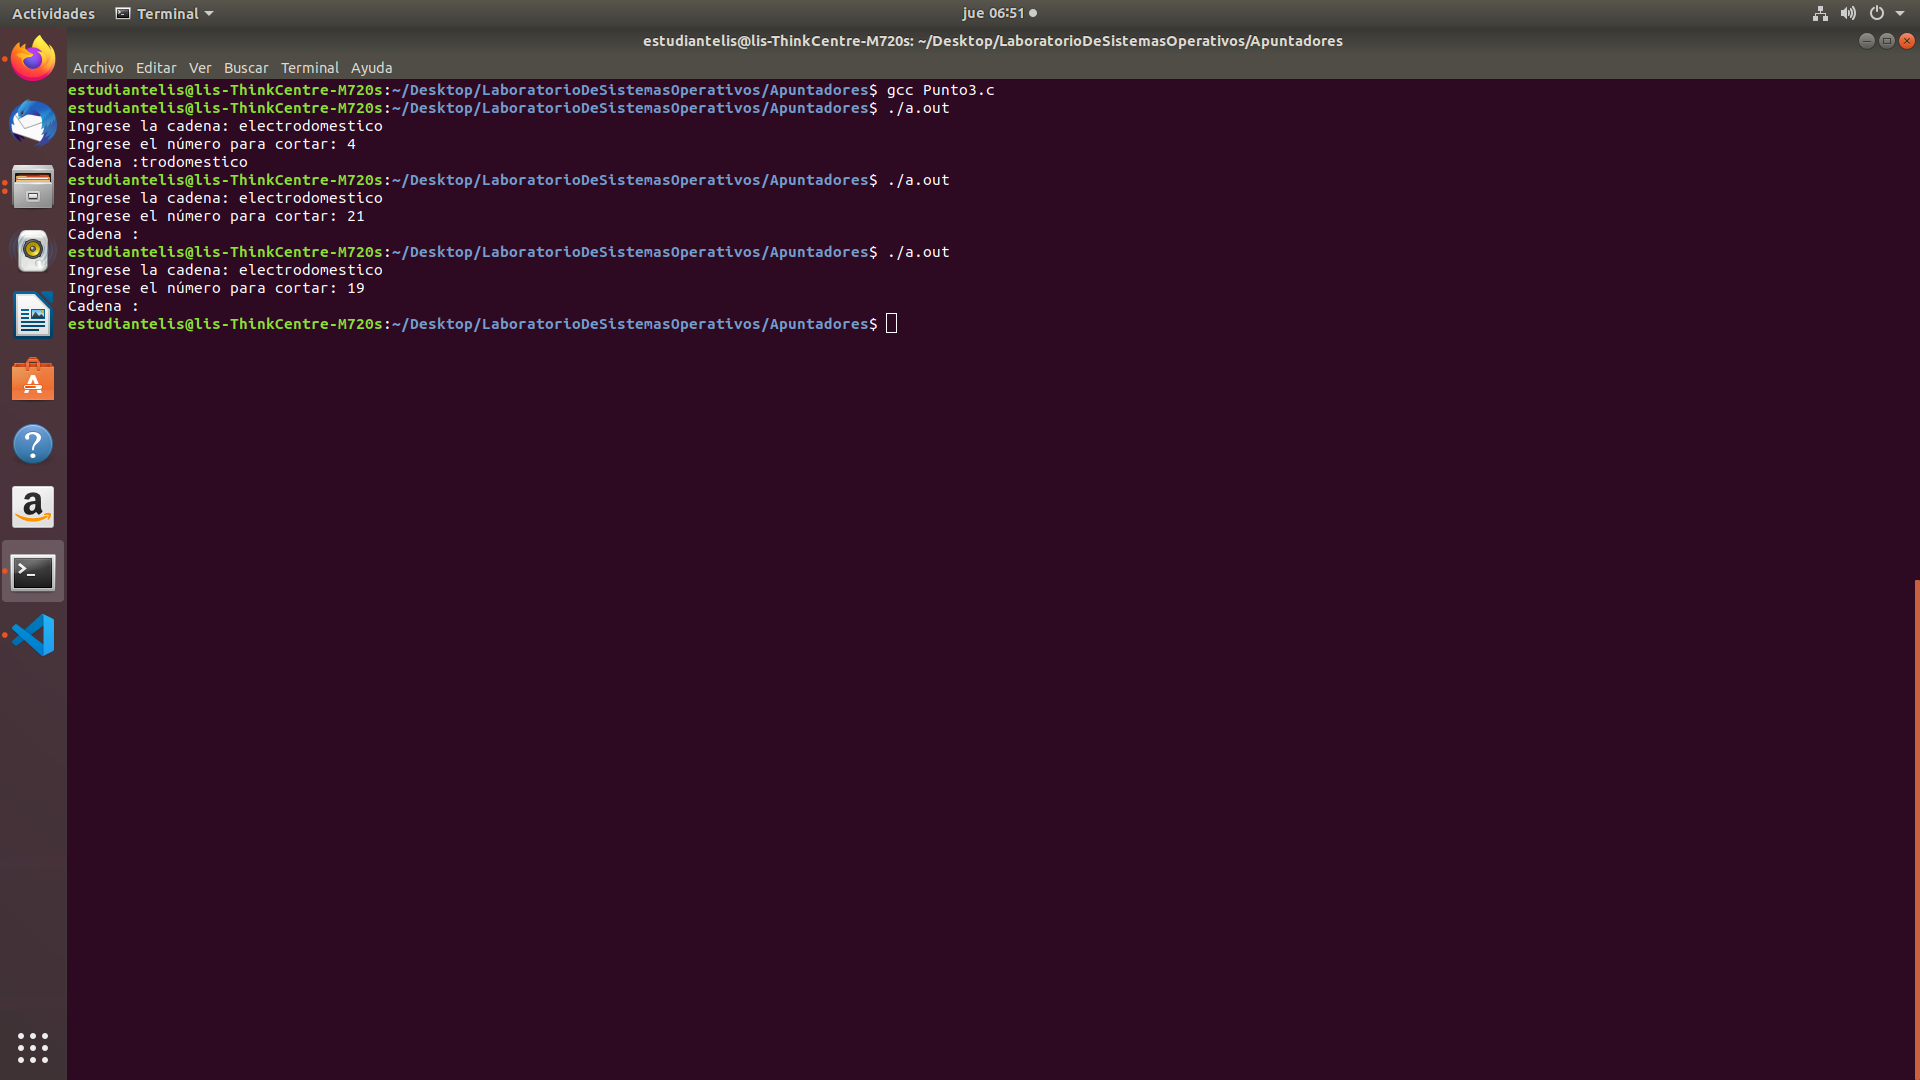 Actividades Terminal jue 06:51
estudiantelis@lis-ThinkCentre-M720s: ~/Desktop/LaboratorioDeSistemasOperativos/Apuntadores
Archivo Editar Ver Buscar Terminal Ayuda
estudiantelis@lis-ThinkCentre-M720s:~/Desktop/LaboratorioDeSistemasOperativos/Apuntadores$ gcc Punto3.c
estudiantelis@lis-ThinkCentre-M720s:~/Desktop/LaboratorioDeSistemasOperativos/Apuntadores$ ./a.out
Ingrese la cadena: electrodomestico
Ingrese el número para cortar: 4
Cadena :trodomestico
estudiantelis@lis-ThinkCentre-M720s:~/Desktop/LaboratorioDeSistemasOperativos/Apuntadores$ ./a.out
Ingrese la cadena: electrodomestico
Ingrese el número para cortar: 21
Cadena :
estudiantelis@lis-ThinkCentre-M720s:~/Desktop/LaboratorioDeSistemasOperativos/Apuntadores$ ./a.out
Ingrese la cadena: electrodomestico
Ingrese el número para cortar: 19
Cadena :
estudiantelis@lis-ThinkCentre-M720s:~/Desktop/LaboratorioDeSistemasOperativos/Apuntadores$